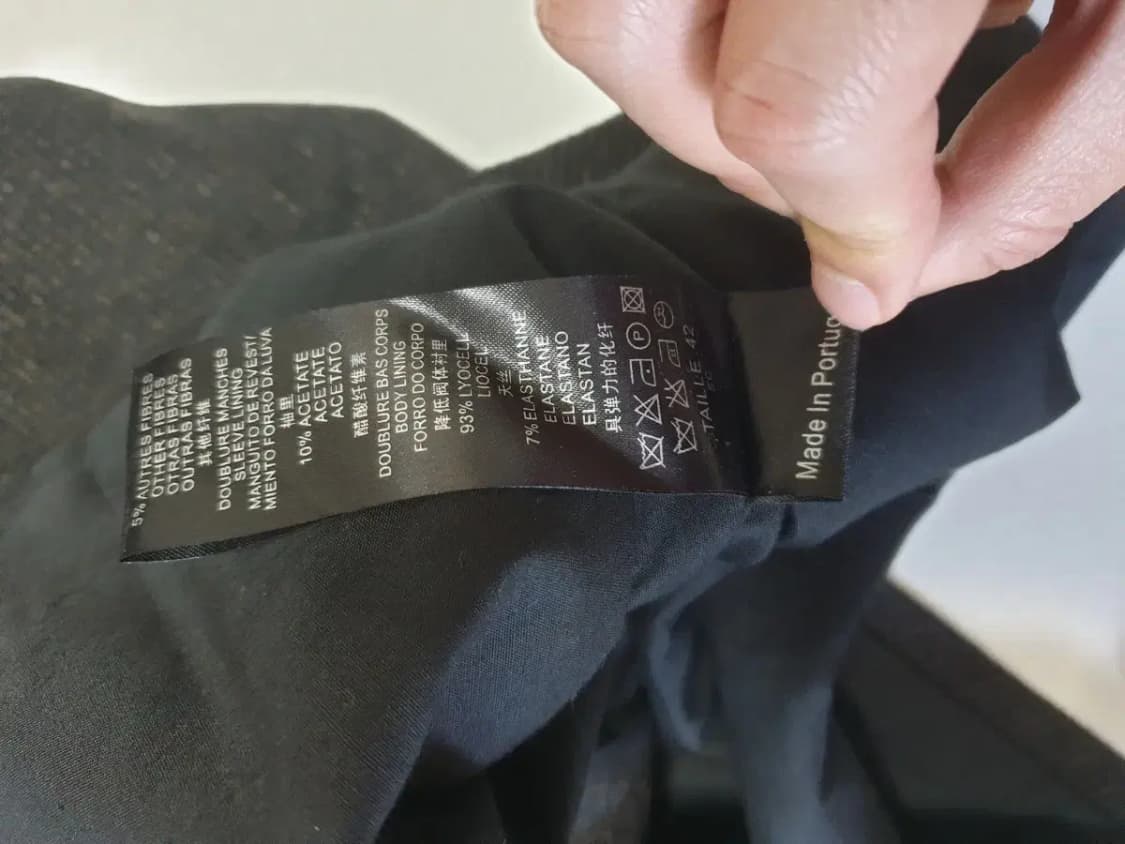 5% AUTRES FIBRES
OTHER FIBRES
OTRAS FIBRAS
OUTRAS FIBRAS
其他纤维
DOUBLURE MANCHES
SLEEVE LINING
MANGUITO DE REVESTI/
MIENTO FORRO DA LUVA
袖里
10% ACETATE
ACETATE
ACETATO
醋酸纤维素
DOUBLURE BAS CORPS
BODY LINING
FORRO DO CORPO
降低阀体衬里
93% LYOCELL
LIOCEL
天丝
7% ELASTHANNE
ELASTANE
ELASTANO
ELASTAN
具弹力的化纤
P
TAILLE 42
Made In Portug